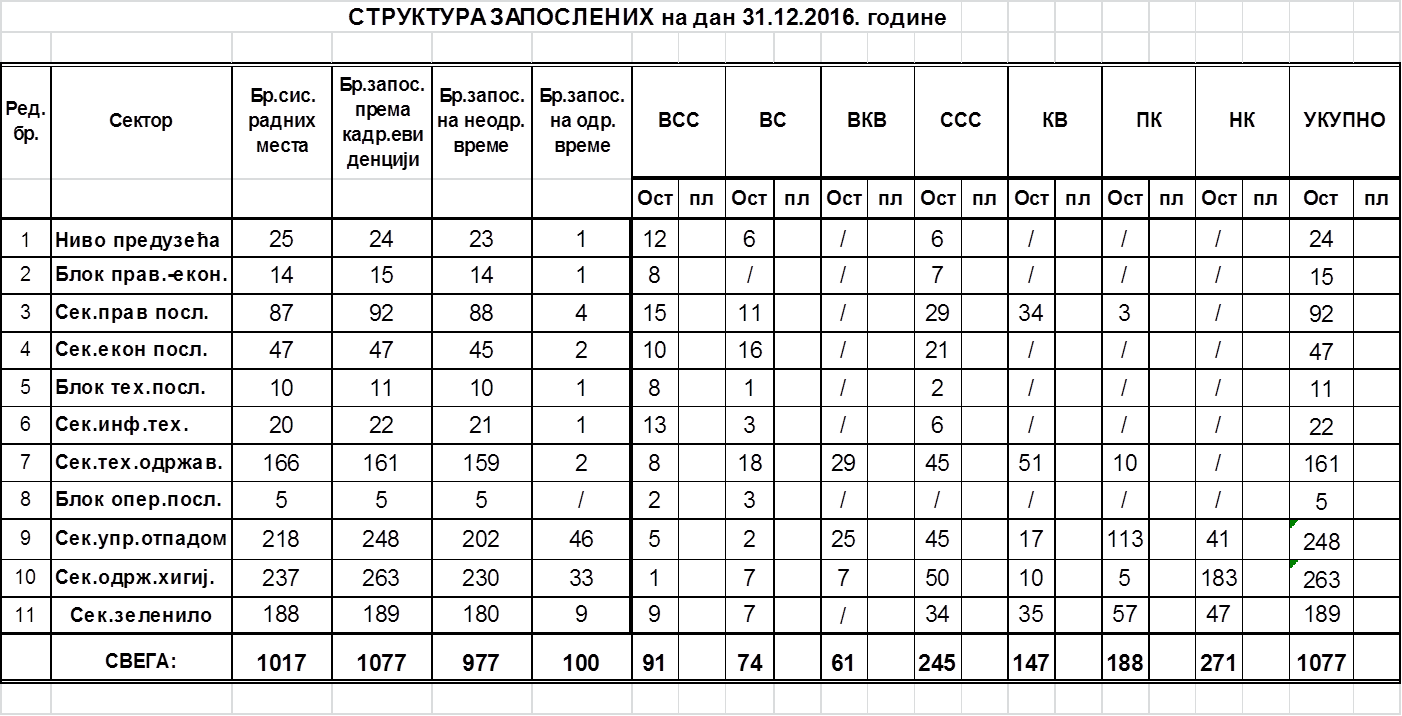 СТРУКТУРА ЗАПОСЛЕНИХ на дан 31.12.2016. године
Ред. бр. Сектор Бр.сис. радних места Бр.запос. према кадр.еви денцији Бр.запос. на неодр. време Бр.запос. на одр. време ВСС ВС ВКВ ССС КВ ПК НК УКУПНО
Ост пл Ост пл Ост пл Ост пл Ост пл Ост пл Ост пл Ост пл
1 Ниво предузећа 25 24 23 1 12 6 / 6 / / / 24
2 Блок прав.-екон. 14 15 14 1 8 / / 7 / / / 15
3 Сек.прав посл. 87 92 88 4 15 11 / 29 34 3 / 92
4 Сек.екон посл. 47 47 45 2 10 16 / 21 / / / 47
5 Блок тех.посл. 10 11 10 1 8 1 / 2 / / / 11
6 Сек.инф.тех. 20 22 21 1 13 3 / 6 / / / 22
7 Сек.тех.одржав. 166 161 159 2 8 18 29 45 51 10 / 161
8 Блок опер.посл. 5 5 5 / 2 3 / / / / / 5
9 Сек.упр.отпадом 218 248 202 46 5 2 25 45 17 113 41 248
10 Сек.одрж.хигиј. 237 263 230 33 1 7 7 50 10 5 183 263
11 Сек.зеленило 188 189 180 9 9 7 / 34 35 57 47 189
СВЕГА: 1017 1077 977 100 91 74 61 245 147 188 271 1077